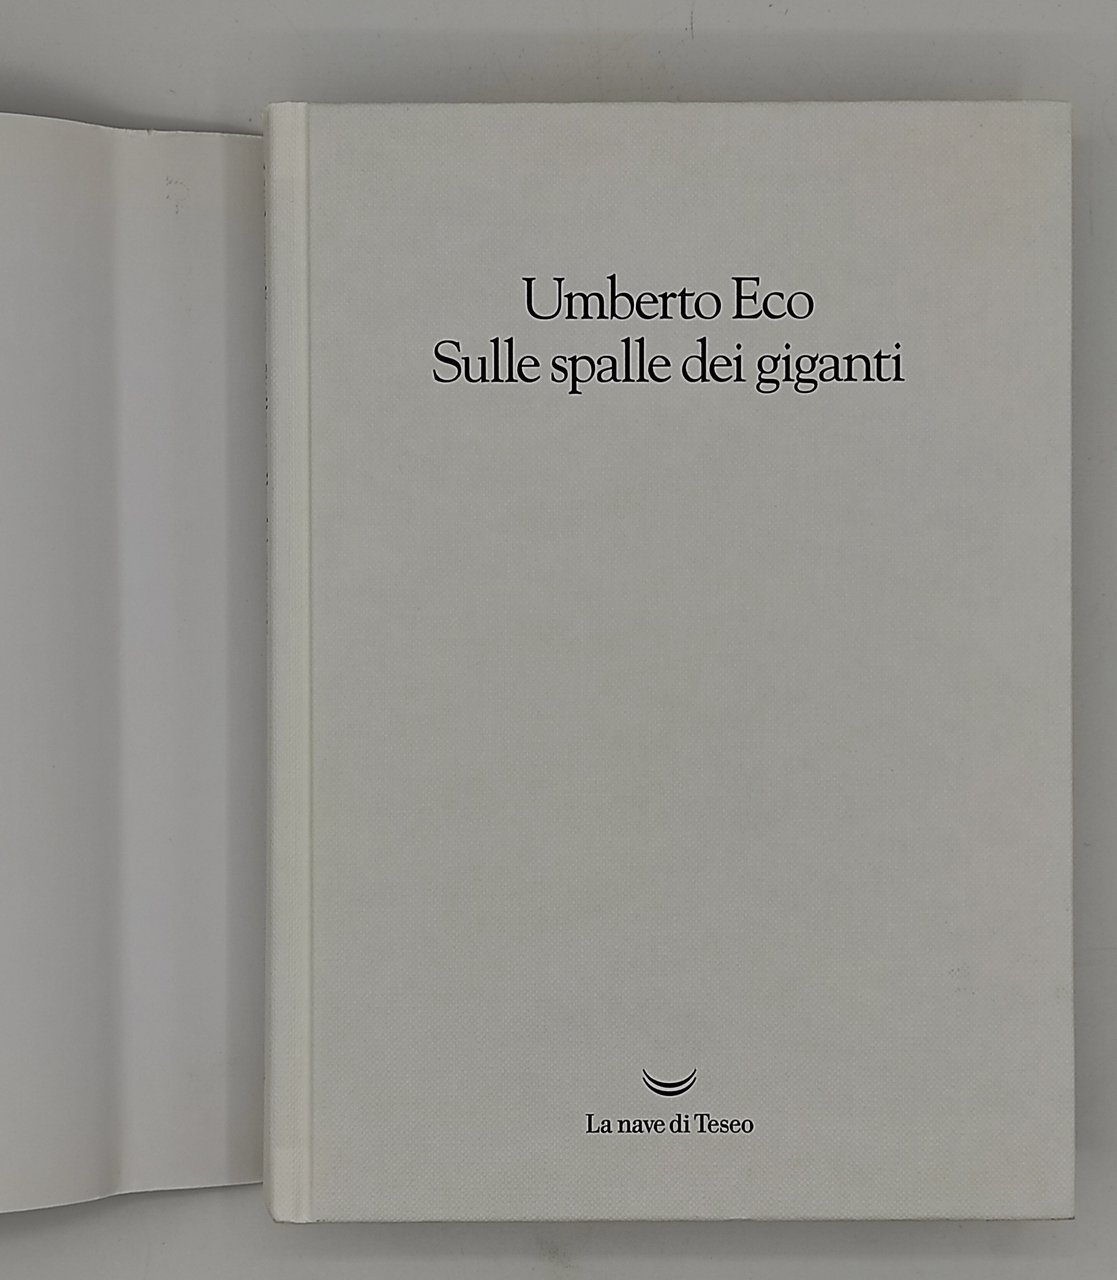 Umberto Eco
Sulle spalle dei giganti
La nave di Teseo